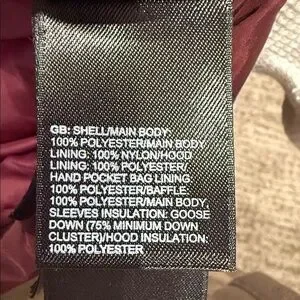 GB: SHELL/MAIN BODY:
100% POLYESTER/MAIN BODY
LINING: 100% NYLON/HOOD
LINING: 100% POLYESTER/
HAND POCKET BAG LINING:
100% POLYESTER/BAFFLE:
100% POLYESTER/MAIN BODY,
SLEEVES INSULATION: GOOSE
DOWN (75% MINIMUM DOWN
CLUSTER)/HOOD INSULATION:
100% POLYESTER